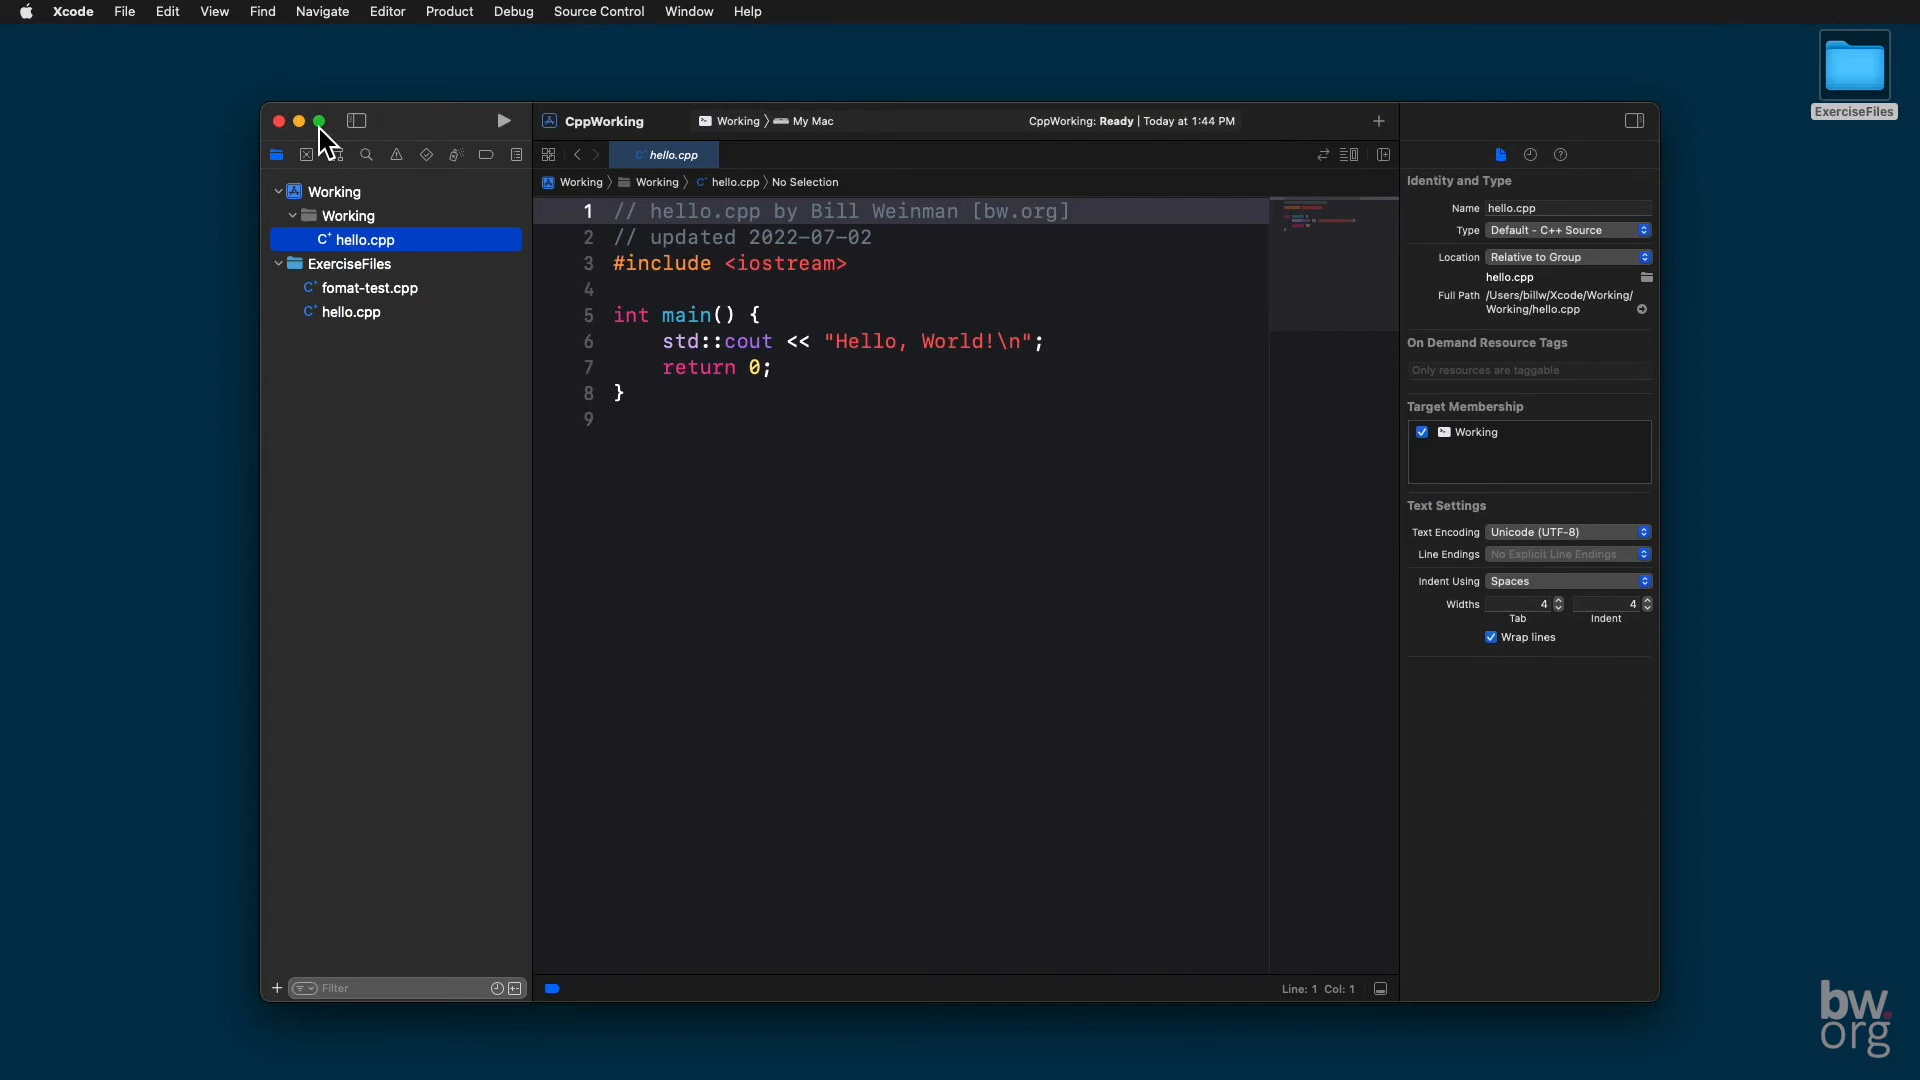 Xcode File Edit View Find Navigate Editor Product Debug Source Control Window Help
ExerciseFiles
CppWorking
Working 〉 My Mac
CppWorking: Ready | Today at 1:44 PM
hello.cpp
Working 〉 Working 〉 hello.cpp 〉 No Selection
Working
Working
hello.cpp
ExerciseFiles
fomat-test.cpp
hello.cpp
1 // hello.cpp by Bill Weinman [bw.org]
2 // updated 2022-07-02
3 #include <iostream>
4
5 int main() {
6     std::cout << "Hello, World!\n";
7     return 0;
8 }
9
Identity and Type
Name hello.cpp
Type Default - C++ Source
Location Relative to Group
hello.cpp
Full Path /Users/billw/Xcode/Working/
Working/hello.cpp
On Demand Resource Tags
Only resources are taggable
Target Membership
Working
Text Settings
Text Encoding Unicode (UTF-8)
Line Endings No Explicit Line Endings
Indent Using Spaces
Widths 4 4
Tab Indent
Wrap lines
Filter
Line: 1 Col: 1
bw.
org